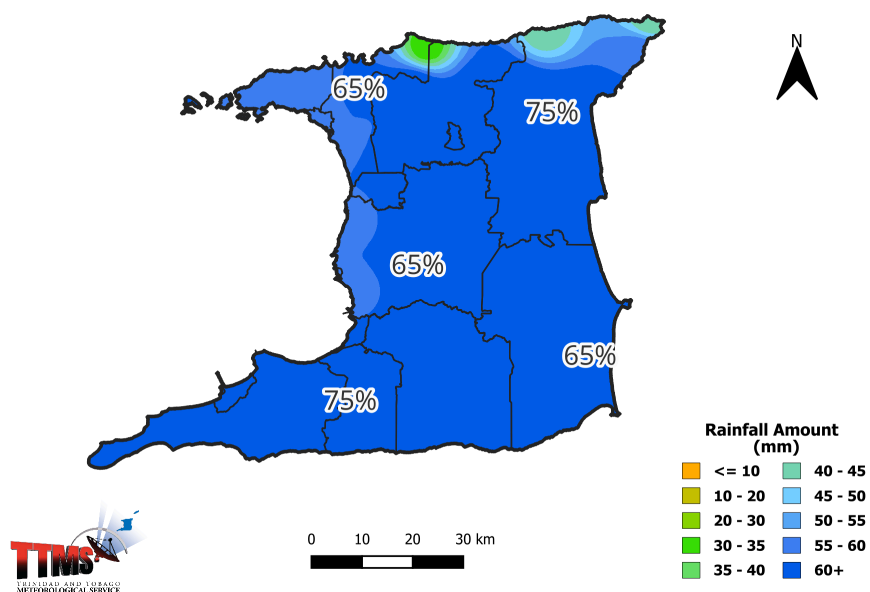 N
65%
75%
65%
65%
75%
Rainfall Amount
(mm)
<= 10
10 - 20
20 - 30
30 - 35
35 - 40
40 - 45
45 - 50
50 - 55
55 - 60
60+
0 10 20 30 km
TTMS
TRINIDAD AND TOBAGO
METEOROLOGICAL SERVICE